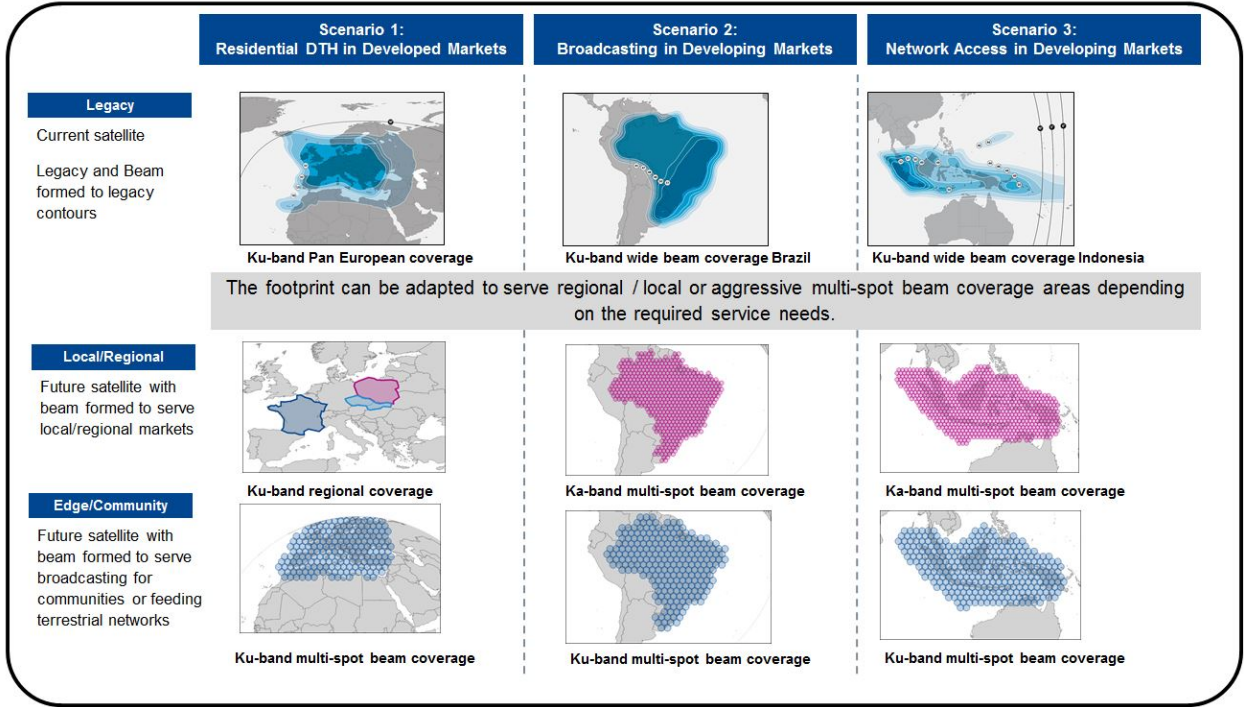 Scenario 1:
Residential DTH in Developed Markets
Scenario 2:
Broadcasting in Developing Markets
Scenario 3:
Network Access in Developing Markets
Legacy
Current satellite
Legacy and Beam
formed to legacy
contours
Ku-band Pan European coverage
Ku-band wide beam coverage Brazil
Ku-band wide beam coverage Indonesia
The footprint can be adapted to serve regional / local or aggressive multi-spot beam coverage areas depending
on the required service needs.
Local/Regional
Future satellite with
beam formed to serve
local/regional markets
Ku-band regional coverage
Ka-band multi-spot beam coverage
Ka-band multi-spot beam coverage
Edge/Community
Future satellite with
beam formed to serve
broadcasting for
communities or feeding
terrestrial networks
Ku-band multi-spot beam coverage
Ku-band multi-spot beam coverage
Ku-band multi-spot beam coverage